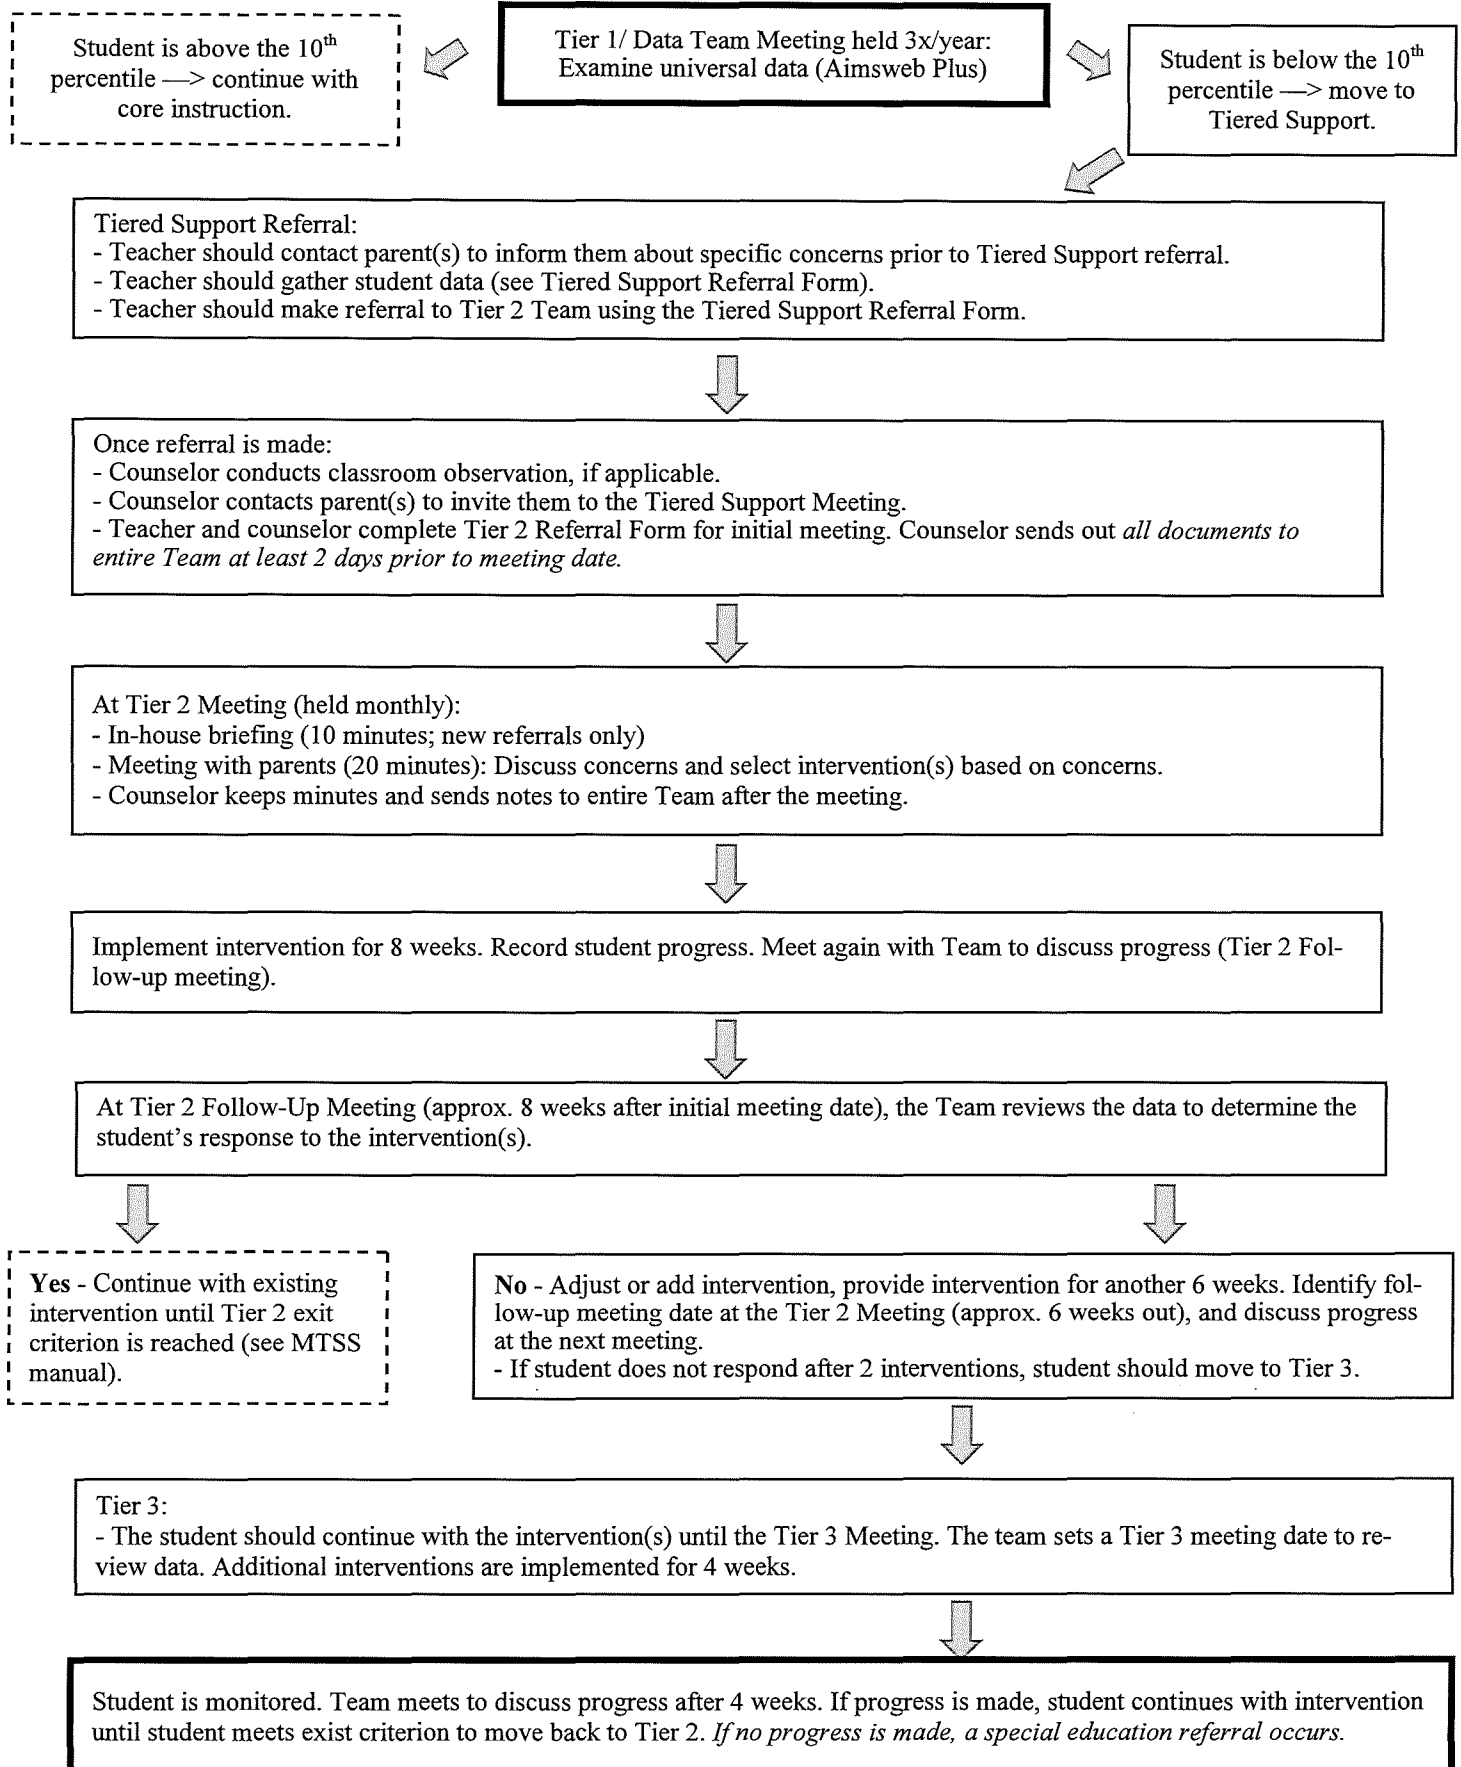 Student is above the 10th
percentile —> continue with
core instruction.
Tier 1/ Data Team Meeting held 3x/year:
Examine universal data (Aimsweb Plus)
Student is below the 10th
percentile —> move to
Tiered Support.
Tiered Support Referral:
- Teacher should contact parent(s) to inform them about specific concerns prior to Tiered Support referral.
- Teacher should gather student data (see Tiered Support Referral Form).
- Teacher should make referral to Tier 2 Team using the Tiered Support Referral Form.
Once referral is made:
- Counselor conducts classroom observation, if applicable.
- Counselor contacts parent(s) to invite them to the Tiered Support Meeting.
- Teacher and counselor complete Tier 2 Referral Form for initial meeting. Counselor sends out all documents to
entire Team at least 2 days prior to meeting date.
At Tier 2 Meeting (held monthly):
- In-house briefing (10 minutes; new referrals only)
- Meeting with parents (20 minutes): Discuss concerns and select intervention(s) based on concerns.
- Counselor keeps minutes and sends notes to entire Team after the meeting.
Implement intervention for 8 weeks. Record student progress. Meet again with Team to discuss progress (Tier 2 Fol-
low-up meeting).
At Tier 2 Follow-Up Meeting (approx. 8 weeks after initial meeting date), the Team reviews the data to determine the
student's response to the intervention(s).
Yes - Continue with existing
intervention until Tier 2 exit
criterion is reached (see MTSS
manual).
No - Adjust or add intervention, provide intervention for another 6 weeks. Identify fol-
low-up meeting date at the Tier 2 Meeting (approx. 6 weeks out), and discuss progress
at the next meeting.
- If student does not respond after 2 interventions, student should move to Tier 3.
Tier 3:
- The student should continue with the intervention(s) until the Tier 3 Meeting. The team sets a Tier 3 meeting date to re-
view data. Additional interventions are implemented for 4 weeks.
Student is monitored. Team meets to discuss progress after 4 weeks. If progress is made, student continues with intervention
until student meets exist criterion to move back to Tier 2. If no progress is made, a special education referral occurs.